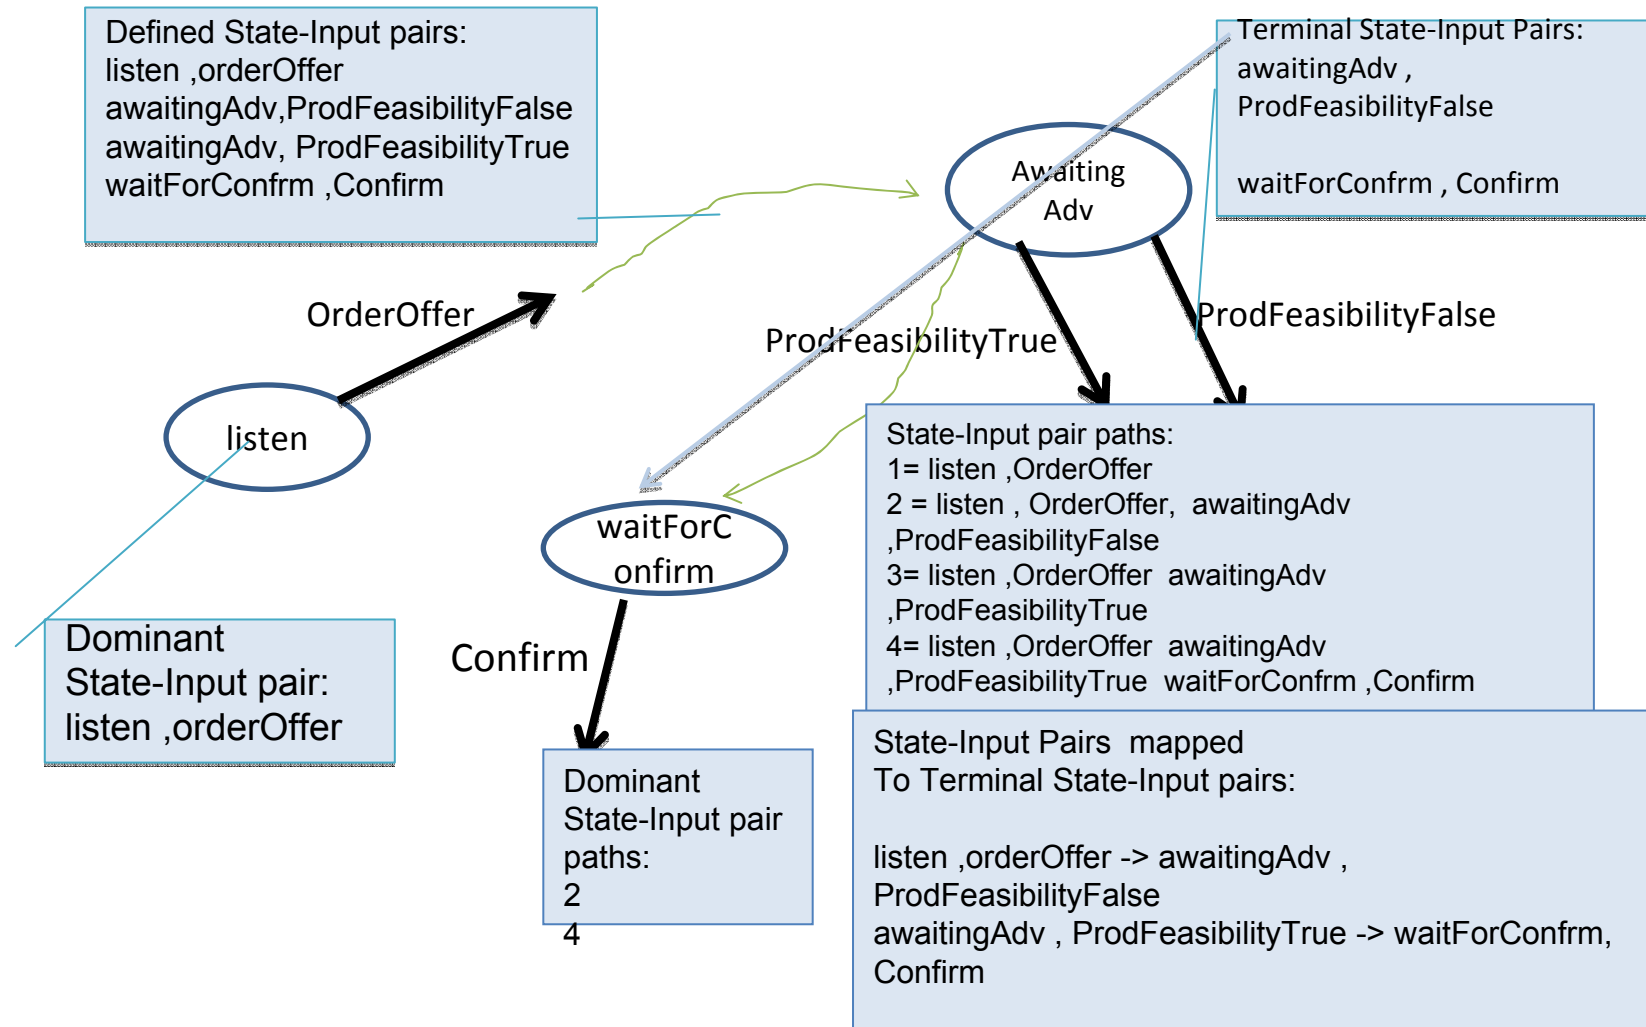 Defined State-Input pairs:
listen ,orderOffer
awaitingAdv,ProdFeasibilityFalse
awaitingAdv, ProdFeasibilityTrue
waitForConfrm ,Confirm
Terminal State-Input Pairs:
awaitingAdv ,
ProdFeasibilityFalse
waitForConfrm , Confirm
Awaiting
Adv
OrderOffer
ProdFeasibilityTrue
ProdFeasibilityFalse
listen
waitForC
onfirm
State-Input pair paths:
1= listen ,OrderOffer
2 = listen , OrderOffer, awaitingAdv
,ProdFeasibilityFalse
3= listen ,OrderOffer awaitingAdv
,ProdFeasibilityTrue
4= listen ,OrderOffer awaitingAdv
,ProdFeasibilityTrue waitForConfrm ,Confirm
Dominant
State-Input pair:
listen ,orderOffer
Confirm
Dominant
State-Input pair
paths:
2
4
State-Input Pairs mapped
To Terminal State-Input pairs:
listen ,orderOffer -> awaitingAdv ,
ProdFeasibilityFalse
awaitingAdv , ProdFeasibilityTrue -> waitForConfrm,
Confirm